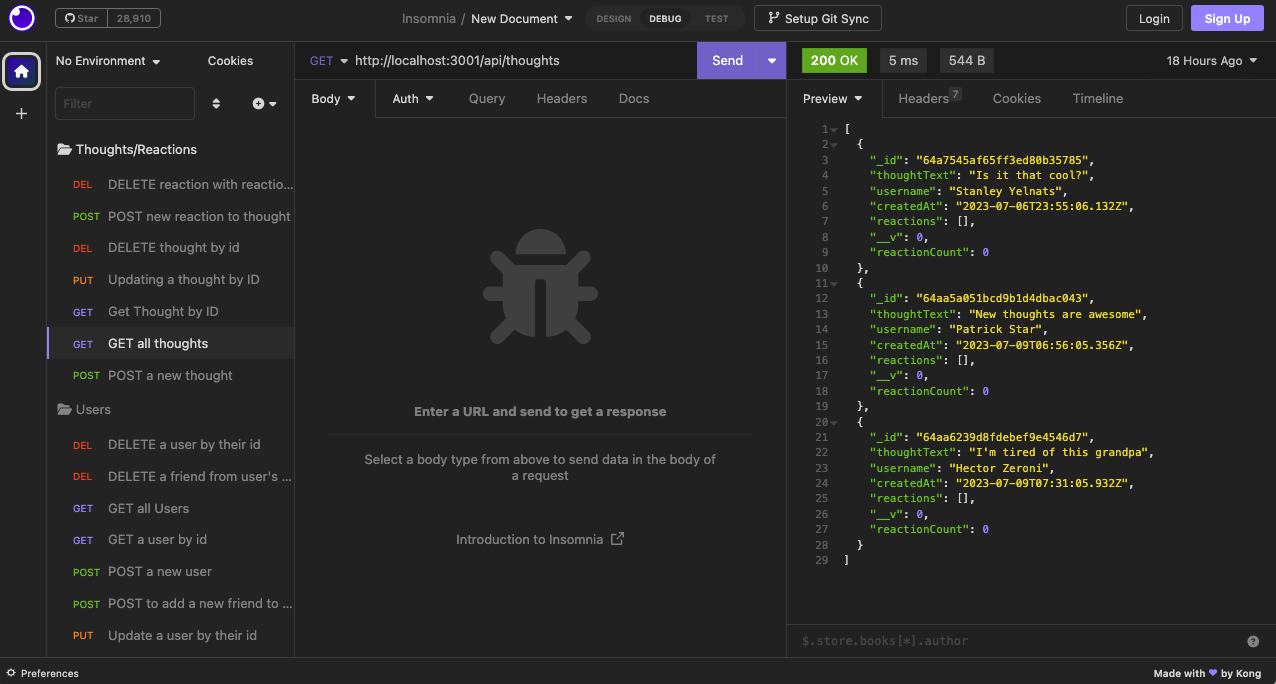 Star 28,910
Insomnia / New Document
DESIGN DEBUG TEST
Setup Git Sync
Login
Sign Up
No Environment
Cookies
Filter
Thoughts/Reactions
DEL DELETE reaction with reactio...
POST POST new reaction to thought
DEL DELETE thought by id
PUT Updating a thought by ID
GET Get Thought by ID
GET GET all thoughts
POST POST a new thought
Users
DEL DELETE a user by their id
DEL DELETE a friend from user's ...
GET GET all Users
GET GET a user by id
POST POST a new user
POST POST to add a new friend to ...
PUT Update a user by their id
GET http://localhost:3001/api/thoughts
Send
Body Auth Query Headers Docs
Enter a URL and send to get a response
Select a body type from above to send data in the body of
a request
Introduction to Insomnia
200 OK 5 ms 544 B 18 Hours Ago
Preview Headers 7 Cookies Timeline
1 [
2 {
3 "_id": "64a7545af65ff3ed80b35785",
4 "thoughtText": "Is it that cool?",
5 "username": "Stanley Yelnats",
6 "createdAt": "2023-07-06T23:55:06.132Z",
7 "reactions": [],
8 "__v": 0,
9 "reactionCount": 0
10 },
11 {
12 "_id": "64aa5a051bcd9b1d4dbac043",
13 "thoughtText": "New thoughts are awesome",
14 "username": "Patrick Star",
15 "createdAt": "2023-07-09T06:56:05.356Z",
16 "reactions": [],
17 "__v": 0,
18 "reactionCount": 0
19 },
20 {
21 "_id": "64aa6239d8fdebef9e4546d7",
22 "thoughtText": "I'm tired of this grandpa",
23 "username": "Hector Zeroni",
24 "createdAt": "2023-07-09T07:31:05.932Z",
25 "reactions": [],
26 "__v": 0,
27 "reactionCount": 0
28 }
29 ]
$.store.books[*].author
Preferences
Made with 💜 by Kong